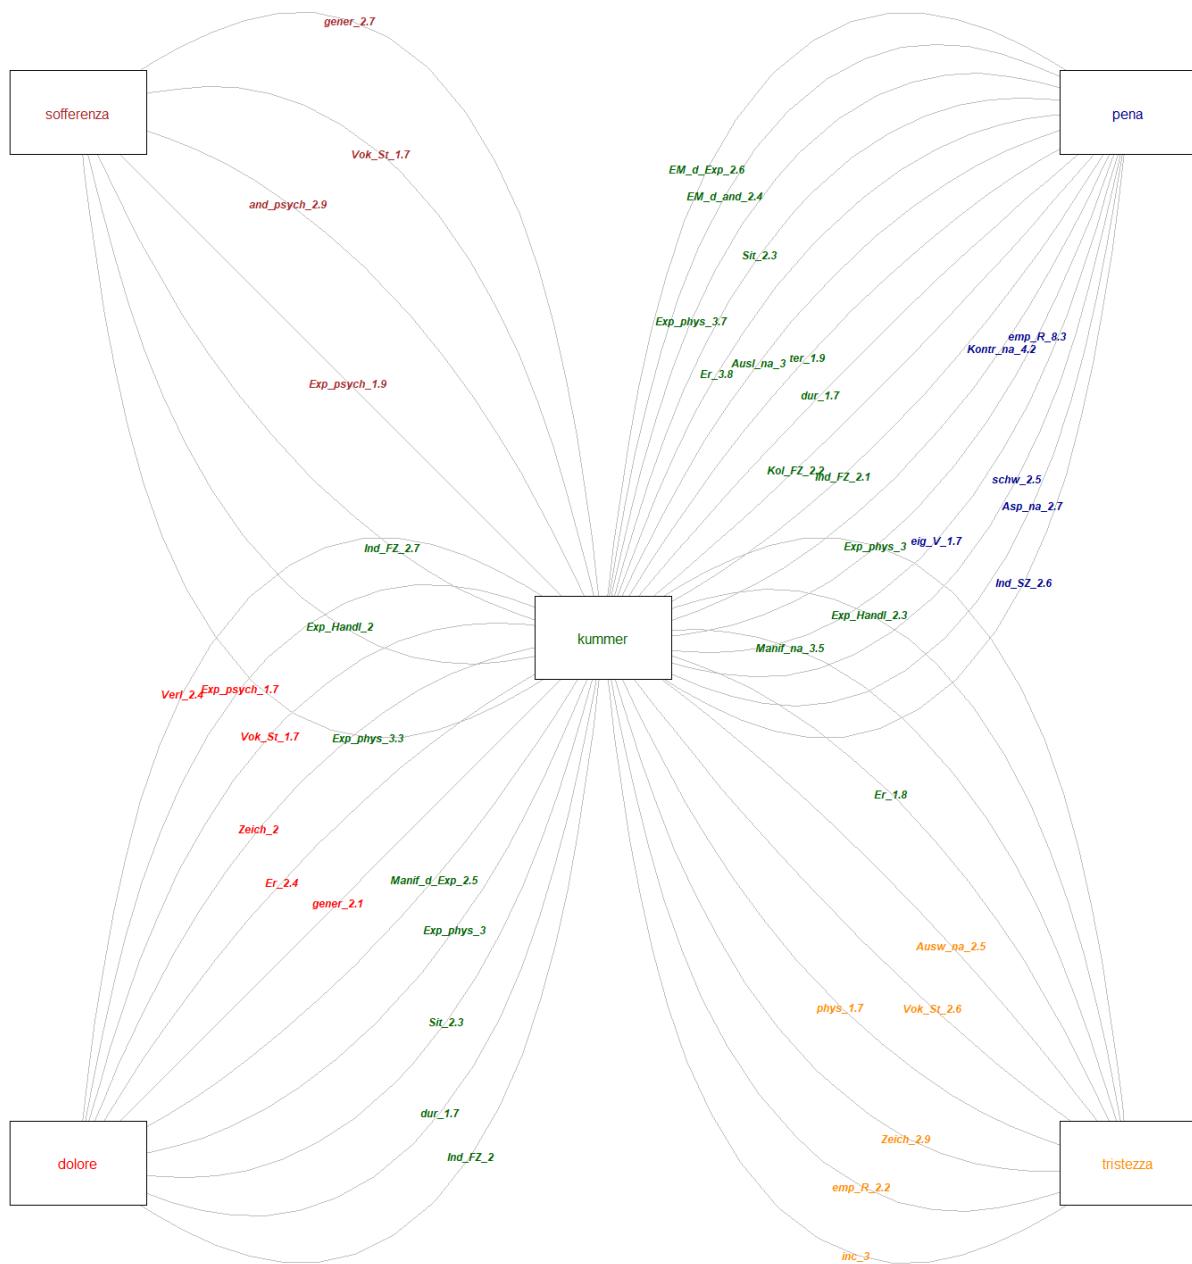 gener_2.7
sofferenza
pena
Vok_St_1.7
EM_d_Exp_2.6
EM_d_and_2.4
and_psych_2.9
Sit_2.3
Exp_phys_3.7
emp_R_8.3
Kontr_na_4.2
ter_1.9
Ausl_na_3
Er_3.8
Exp_psych_1.9
dur_1.7
Kol_FZ_2.2
Ind_FZ_2.1
schw_2.5
Asp_na_2.7
eig_V_1.7
Ind_FZ_2.7
Exp_phys_3
Ind_SZ_2.6
Exp_Handl_2.3
Exp_Handl_2
kummer
Manif_na_3.5
Verl_2.4
Exp_psych_1.7
Vok_St_1.7
Exp_phys_3.3
Er_1.8
Zeich_2
Er_2.4
Manif_d_Exp_2.5
gener_2.1
Exp_phys_3
Ausw_na_2.5
phys_1.7
Vok_St_2.6
Sit_2.3
dur_1.7
Zeich_2.9
Ind_FZ_2
dolore
tristezza
emp_R_2.2
inc_3